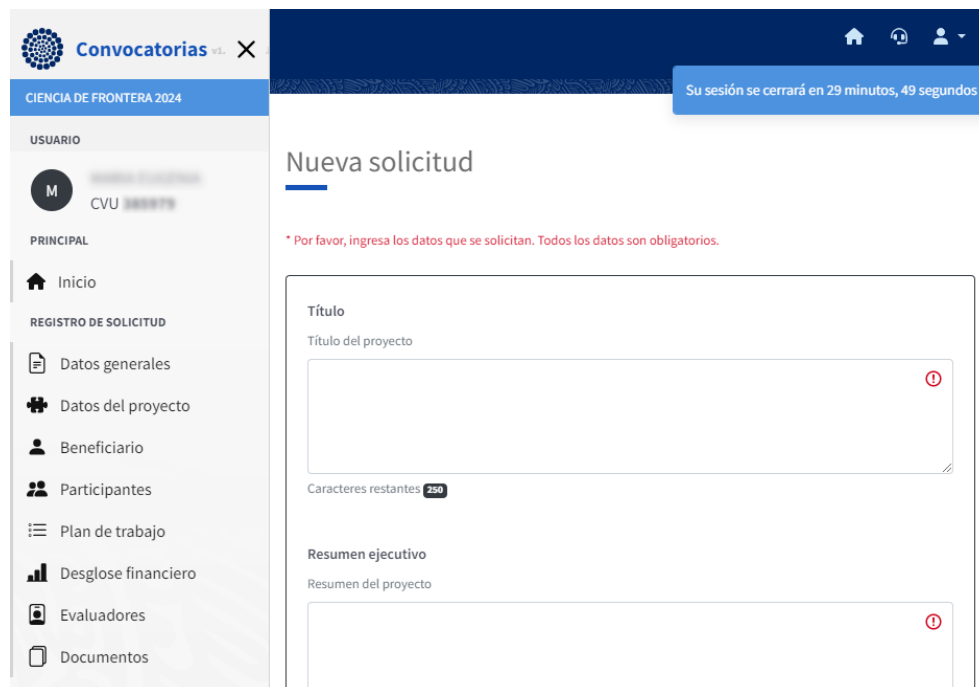 Convocatorias v1.
CIENCIA DE FRONTERA 2024
Su sesión se cerrará en 29 minutos, 49 segundos
USUARIO
M
CVU
PRINCIPAL
Inicio
REGISTRO DE SOLICITUD
Datos generales
Datos del proyecto
Beneficiario
Participantes
Plan de trabajo
Desglose financiero
Evaluadores
Documentos
Nueva solicitud
* Por favor, ingresa los datos que se solicitan. Todos los datos son obligatorios.
Título
Título del proyecto
Caracteres restantes 250
Resumen ejecutivo
Resumen del proyecto